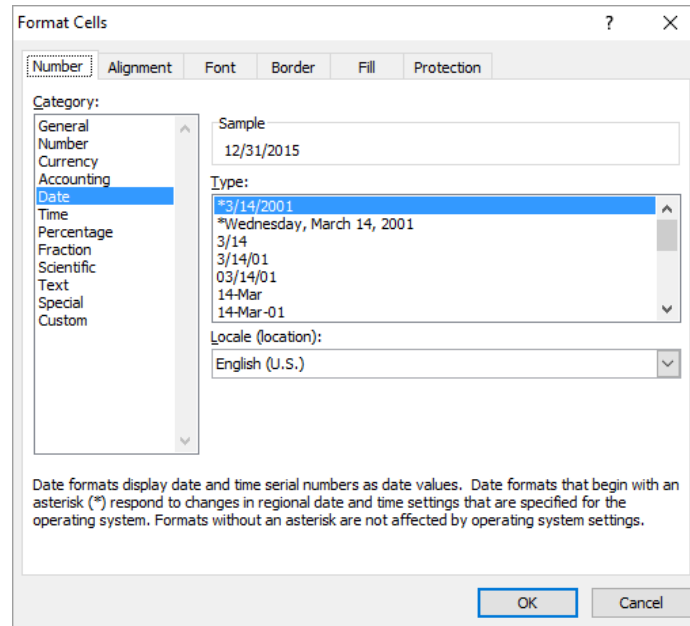 Format Cells
?
Number Alignment Font Border Fill Protection
Category:
General
Number
Currency
Accounting
Date
Time
Percentage
Fraction
Scientific
Text
Special
Custom
Sample
12/31/2015
Type:
*3/14/2001
*Wednesday, March 14, 2001
3/14
3/14/01
03/14/01
14-Mar
14-Mar-01
Locale (location):
English (U.S.)
Date formats display date and time serial numbers as date values. Date formats that begin with an
asterisk (*) respond to changes in regional date and time settings that are specified for the
operating system. Formats without an asterisk are not affected by operating system settings.
OK Cancel